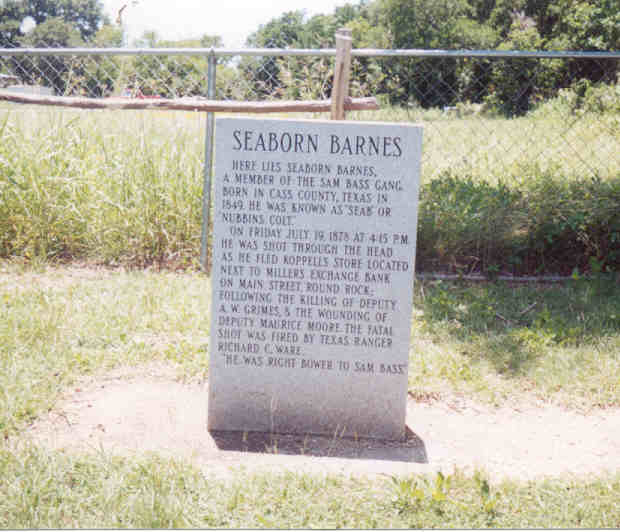 SEABORN BARNES
HERE LIES SEABORN BARNES,
A MEMBER OF THE SAM BASS GANG.
BORN IN CASS COUNTY, TEXAS IN
1849. HE WAS KNOWN AS "SEAB" OR
"NUBBINS COLT."
ON FRIDAY JULY 19, 1878 AT 4:15 P.M.
HE WAS SHOT THROUGH THE HEAD
AS HE FLED KOPPELLS STORE LOCATED
NEXT TO MILLERS EXCHANGE BANK
ON MAIN STREET, ROUND ROCK;
FOLLOWING THE KILLING OF DEPUTY
A. W. GRIMES, & THE WOUNDING OF
DEPUTY MAURICE MOORE. THE FATAL
SHOT WAS FIRED BY TEXAS RANGER
RICHARD C. WARE.
"HE WAS RIGHT BOWER TO SAM BASS."